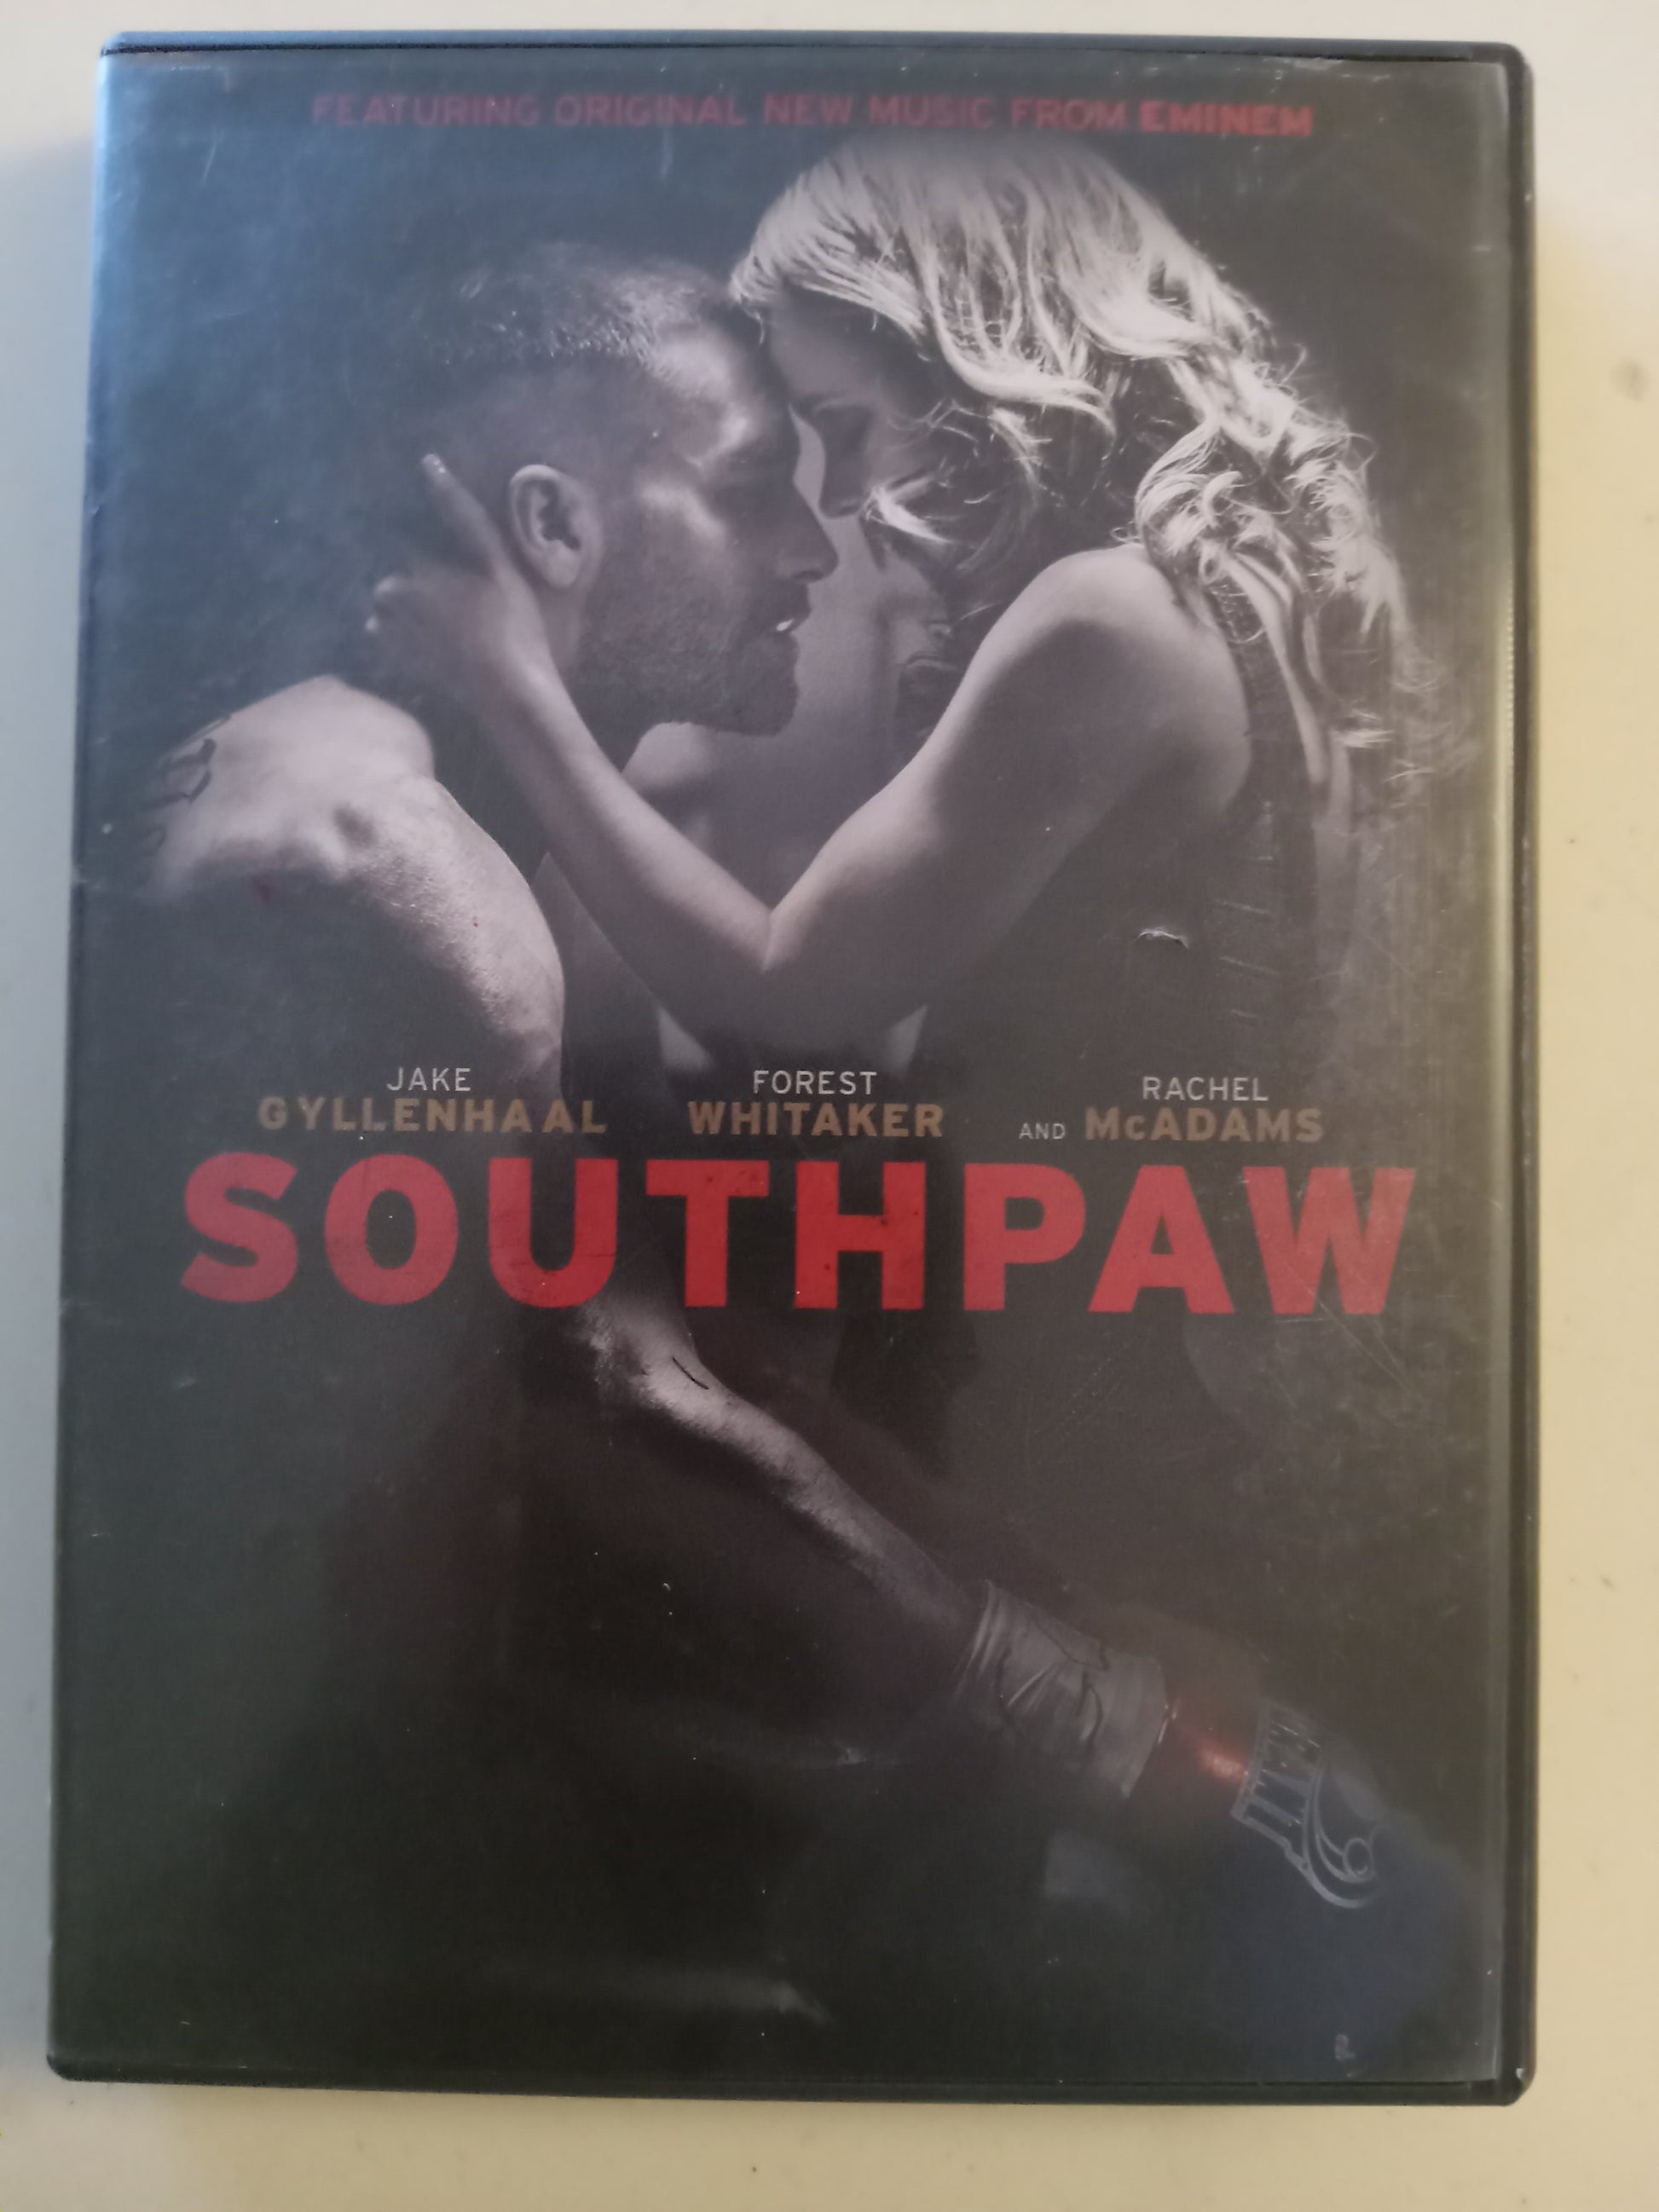 FEATURING ORIGINAL NEW MUSIC FROM EMINEM
JAKE
GYLLENHAAL
FOREST
WHITAKER
AND
RACHEL
McADAMS
SOUTHPAW